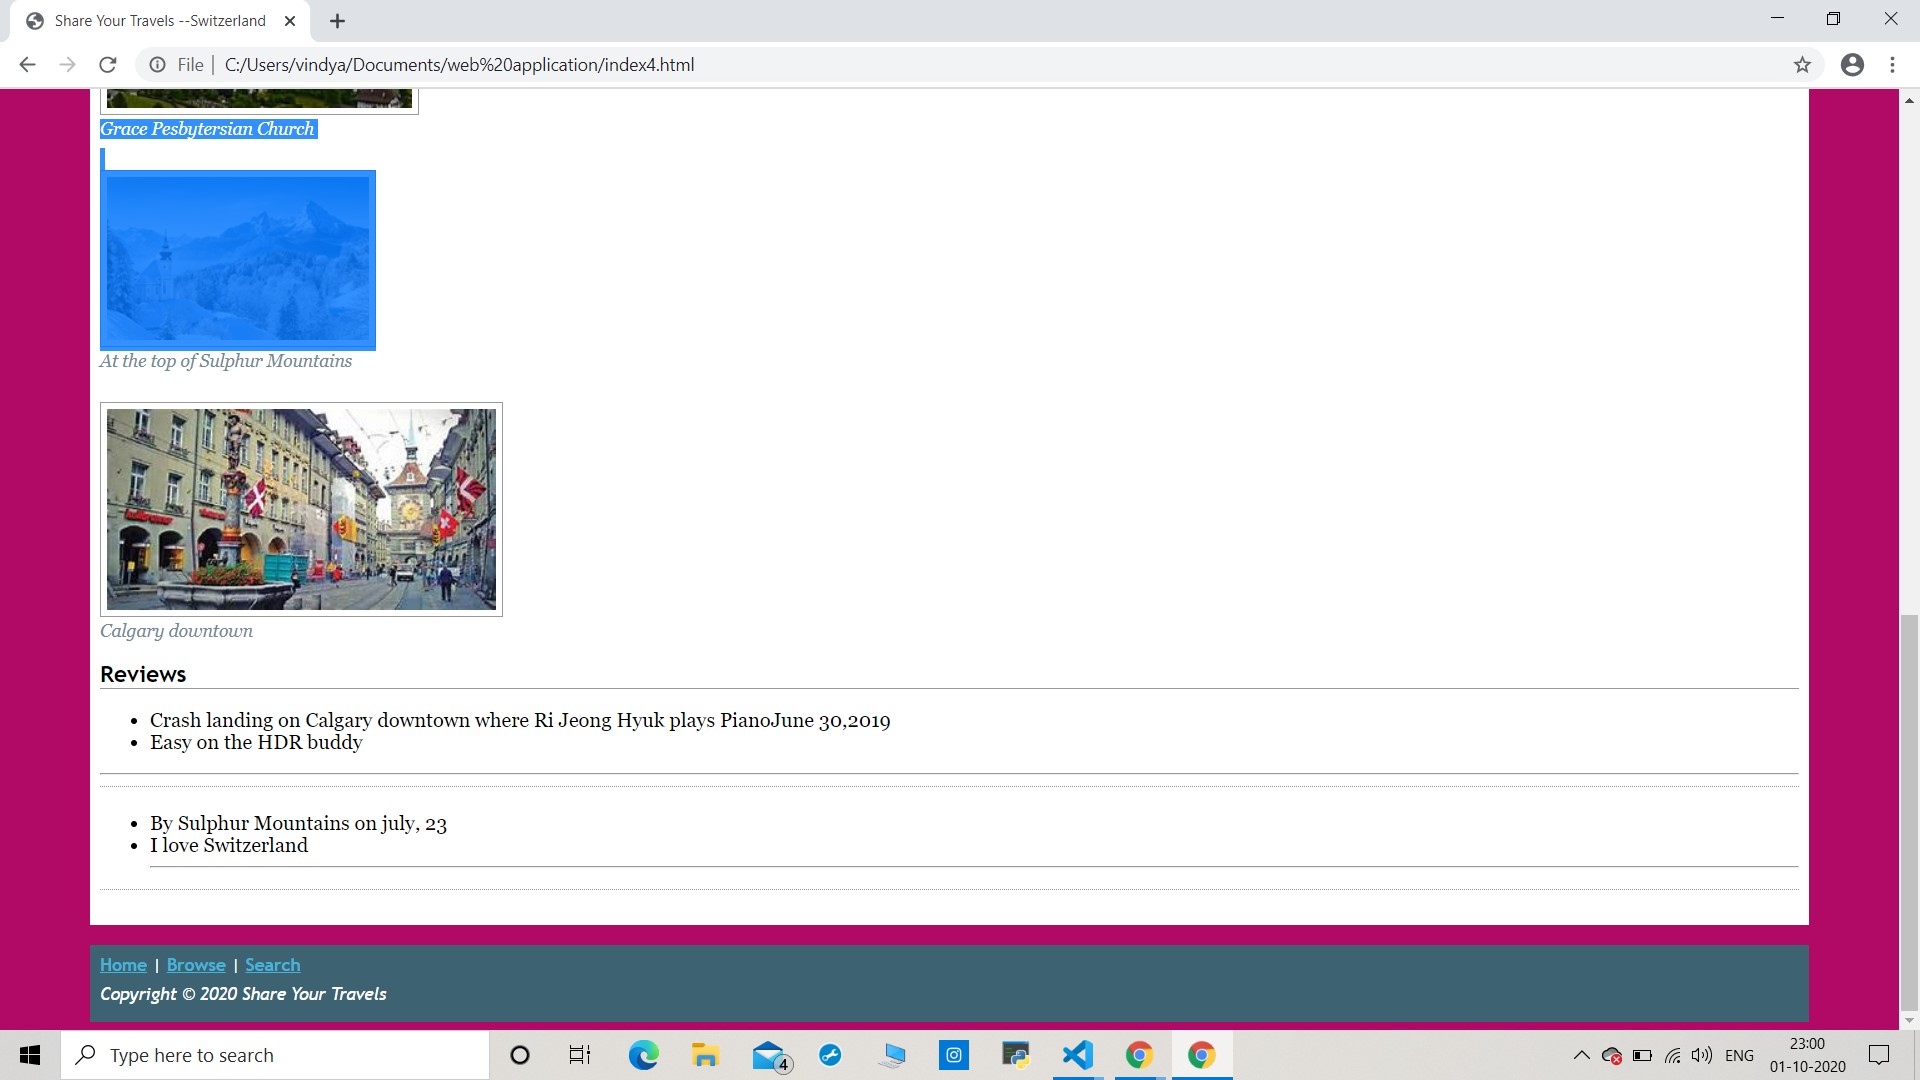 Share Your Travels --Switzerland
File
C:/Users/vindya/Documents/web%20application/index4.html
Grace Pesbytersian Church
At the top of Sulphur Mountains
Calgary downtown
Reviews
Crash landing on Calgary downtown where Ri Jeong Hyuk plays PianoJune 30,2019
Easy on the HDR buddy
By Sulphur Mountains on july, 23
I love Switzerland
Home | Browse | Search
Copyright © 2020 Share Your Travels
Type here to search
4
ENG
23:00
01-10-2020